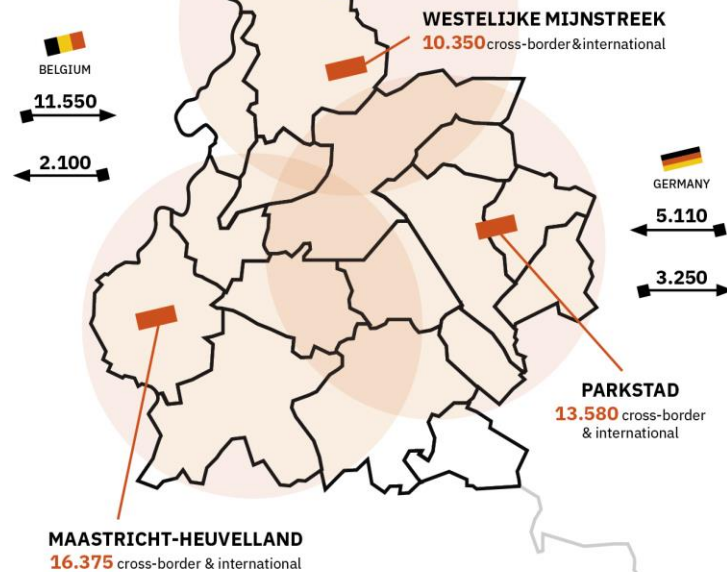 WESTELIJKE MIJNSTREEK
10.350 cross-border & international
BELGIUM
11.550
2.100
GERMANY
5.110
3.250
PARKSTAD
13.580 cross-border
& international
MAASTRICHT-HEUVELLAND
16.375 cross-border & international